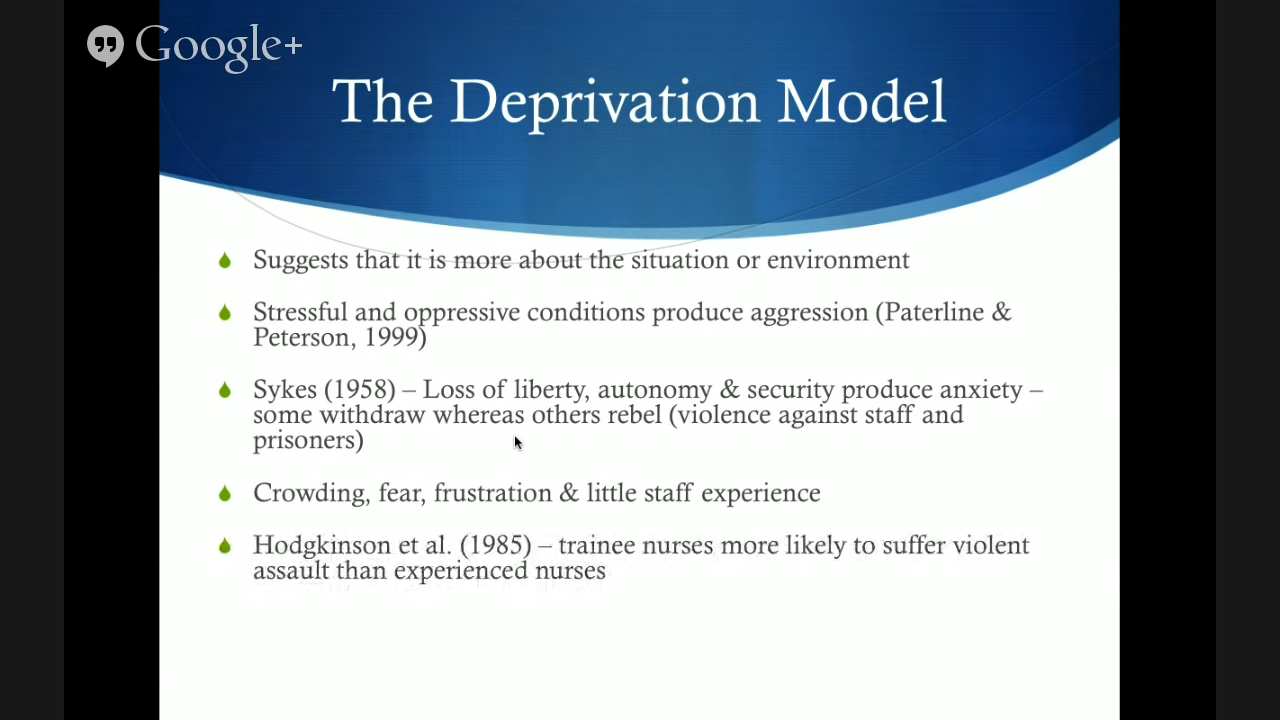 Google+
The Deprivation Model
Suggests that it is more about the situation or environment
Stressful and oppressive conditions produce aggression (Paterline &
Peterson, 1999)
Sykes (1958) – Loss of liberty, autonomy & security produce anxiety –
some withdraw whereas others rebel (violence against staff and
prisoners)
Crowding, fear, frustration & little staff experience
Hodgkinson et al. (1985) – trainee nurses more likely to suffer violent
assault than experienced nurses